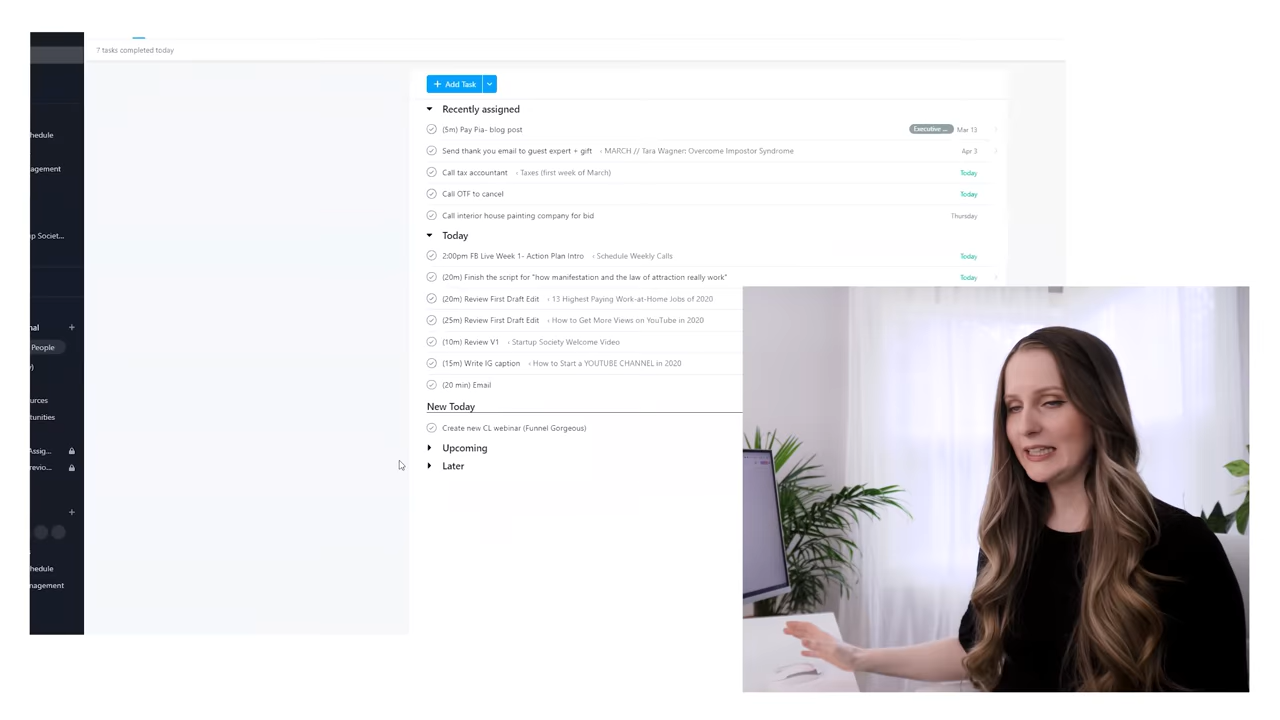 7 tasks completed today
+ Add Task
Recently assigned
(5m) Pay Pia- blog post Executive ... Mar 13
Send thank you email to guest expert + gift ‹ MARCH // Tara Wagner: Overcome Impostor Syndrome Apr 3
hedule
Call tax accountant ‹ Taxes (first week of March) Today
agement
Call OTF to cancel Today
Call interior house painting company for bid Thursday
Today
up Societ...
2:00pm FB Live Week 1- Action Plan Intro ‹ Schedule Weekly Calls Today
(20m) Finish the script for "how manifestation and the law of attraction really work" Today
(20m) Review First Draft Edit ‹ 13 Highest Paying Work-at-Home Jobs of 2020
(25m) Review First Draft Edit ‹ How to Get More Views on YouTube in 2020
nal +
(10m) Review V1 ‹ Startup Society Welcome Video
People
(15m) Write IG caption ‹ How to Start a YOUTUBE CHANNEL in 2020
(20 min) Email
urces
New Today
tunities
Create new CL webinar (Funnel Gorgeous)
Upcoming
Assig...
Later
revio...
+
hedule
nagement